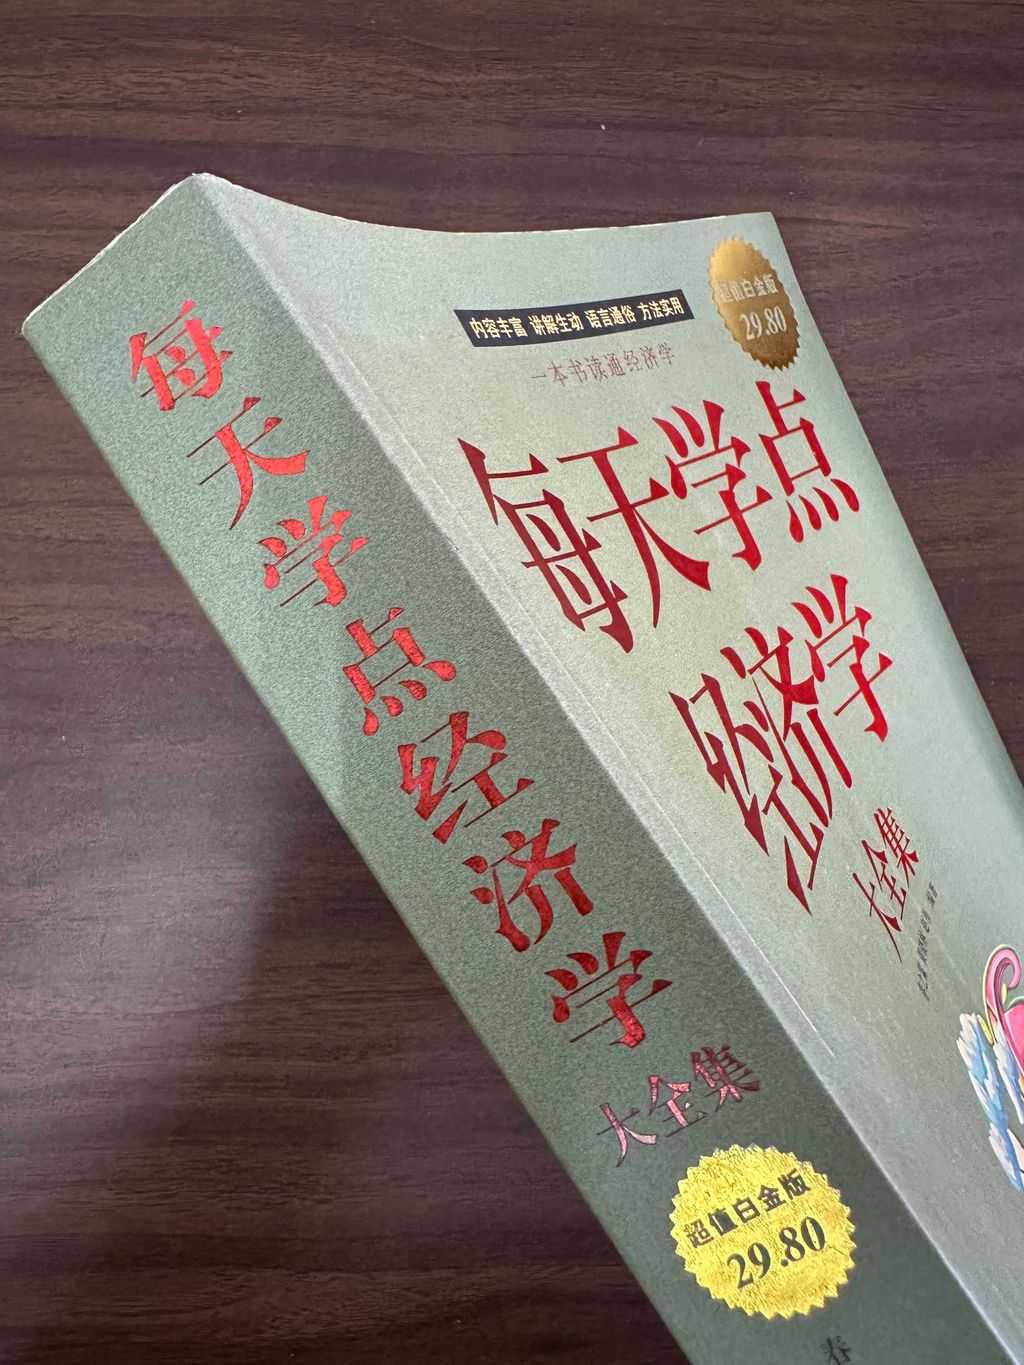 每天学点经济学
大全集
超值白金版
29.80
春
内容丰富 讲解生动 语言通俗 方法实用
一本书读通经济学
超值白金版
29.80
每天学点
经济学
大全集